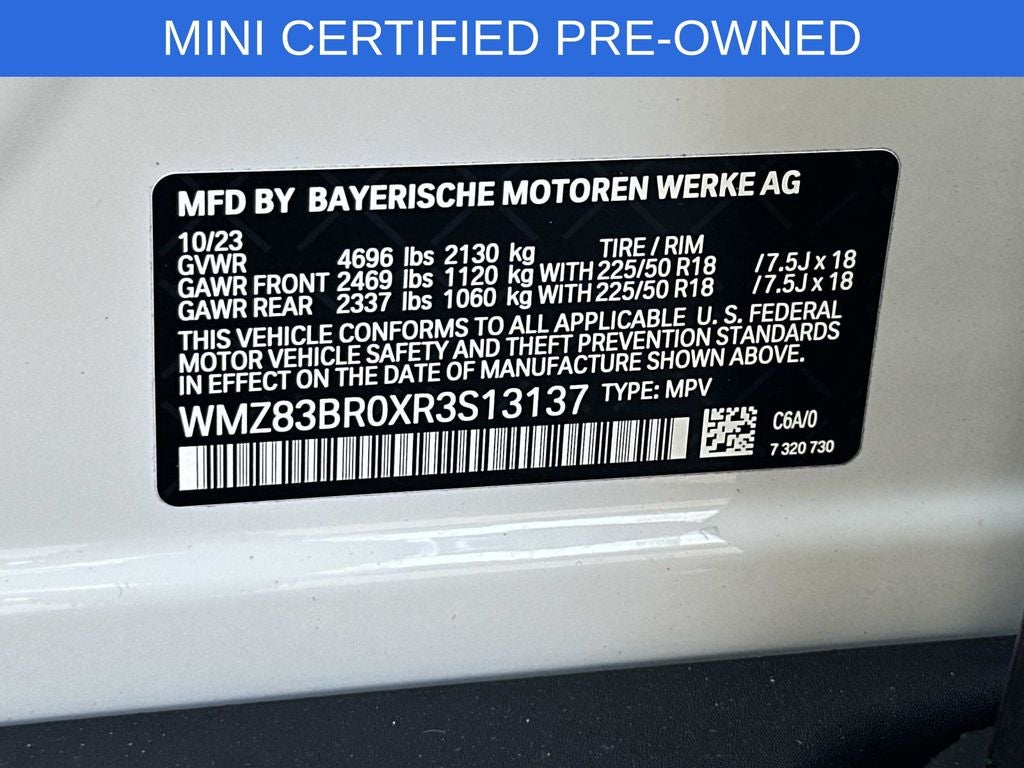 MINI CERTIFIED PRE-OWNED
MFD BY BAYERISCHE MOTOREN WERKE AG
10/23 TIRE / RIM
GVWR 4696 lbs 2130 kg
GAWR FRONT 2469 lbs 1120 kg WITH 225/50 R18 / 7.5J x 18
GAWR REAR 2337 lbs 1060 kg WITH 225/50 R18 / 7.5J x 18
THIS VEHICLE CONFORMS TO ALL APPLICABLE U. S. FEDERAL
MOTOR VEHICLE SAFETY AND THEFT PREVENTION STANDARDS
IN EFFECT ON THE DATE OF MANUFACTURE SHOWN ABOVE.
WMZ83BR0XR3S13137 TYPE: MPV
C6A/0
7 320 730